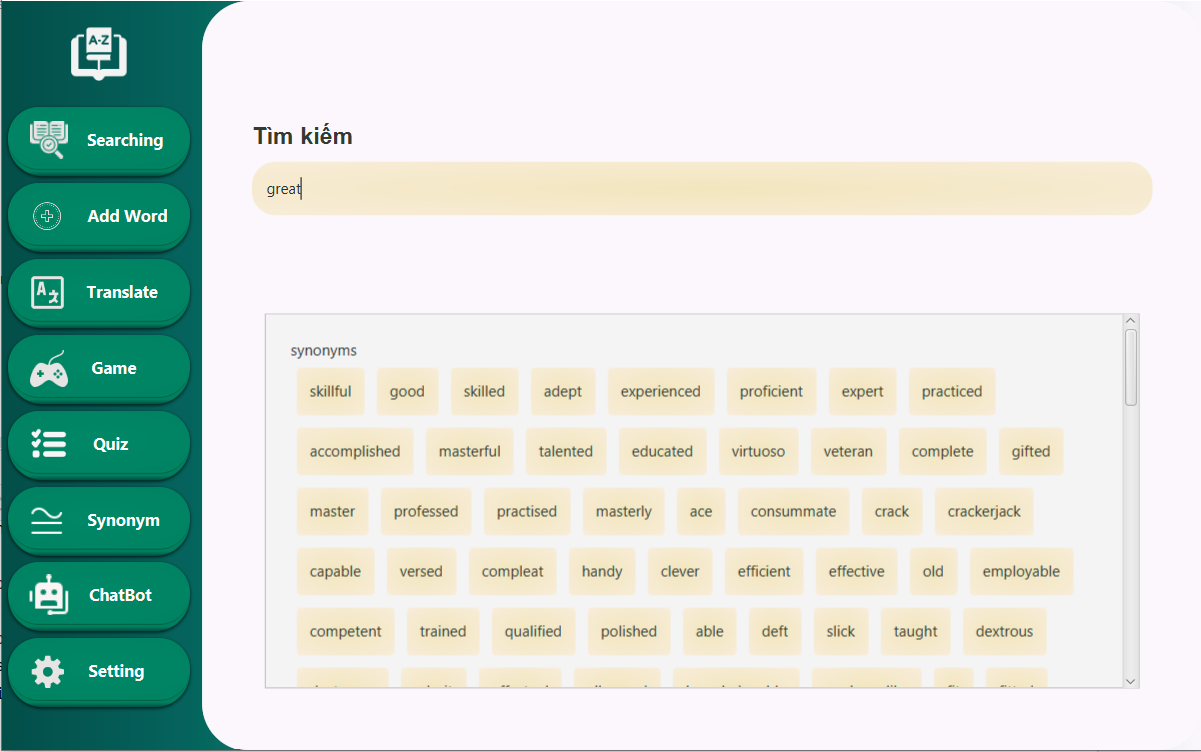 A-Z
Searching
Add Word
Translate
Game
Quiz
Synonym
ChatBot
Setting
Tìm kiếm
great
synonyms
skillful good skilled adept experienced proficient expert practiced
accomplished masterful talented educated virtuoso veteran complete gifted
master professed practised masterly ace consummate crack crackerjack
capable versed compleat handy clever efficient effective old employable
competent trained qualified polished able deft slick taught dextrous